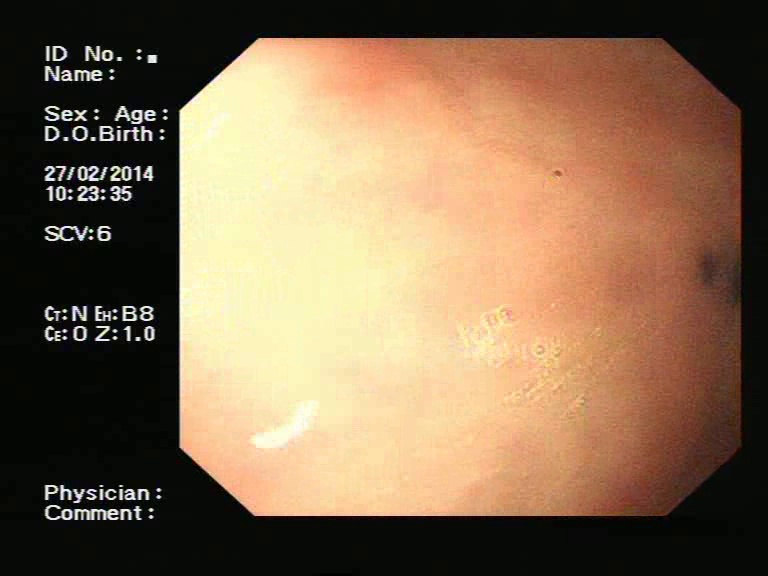 ID No. :
Name:
Sex: Age:
D.O.Birth:
27/02/2014
10:23:35
SCV:6
CT:N EH:B8
CE:0 Z:1.0
Physician:
Comment: